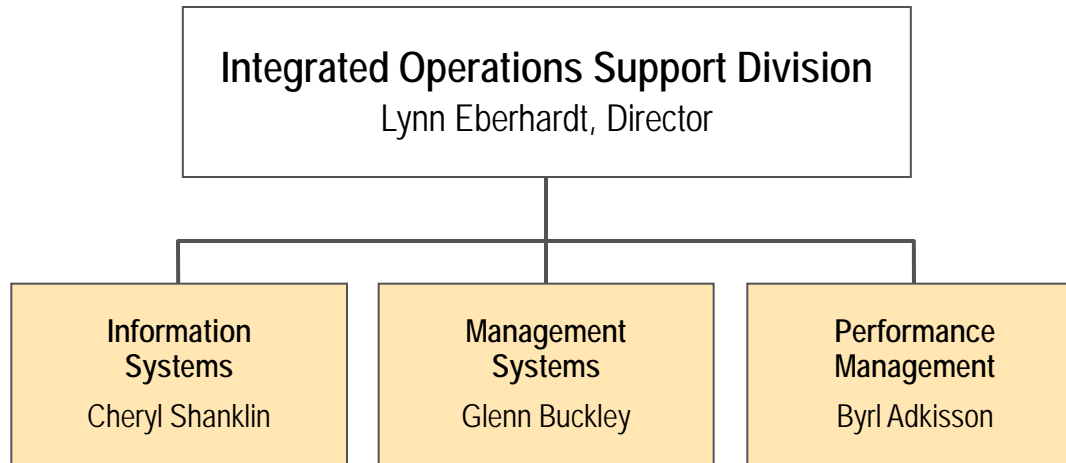 Integrated Operations Support Division
Lynn Eberhardt, Director
Information
Systems
Cheryl Shanklin
Management
Systems
Glenn Buckley
Performance
Management
Byrl Adkisson